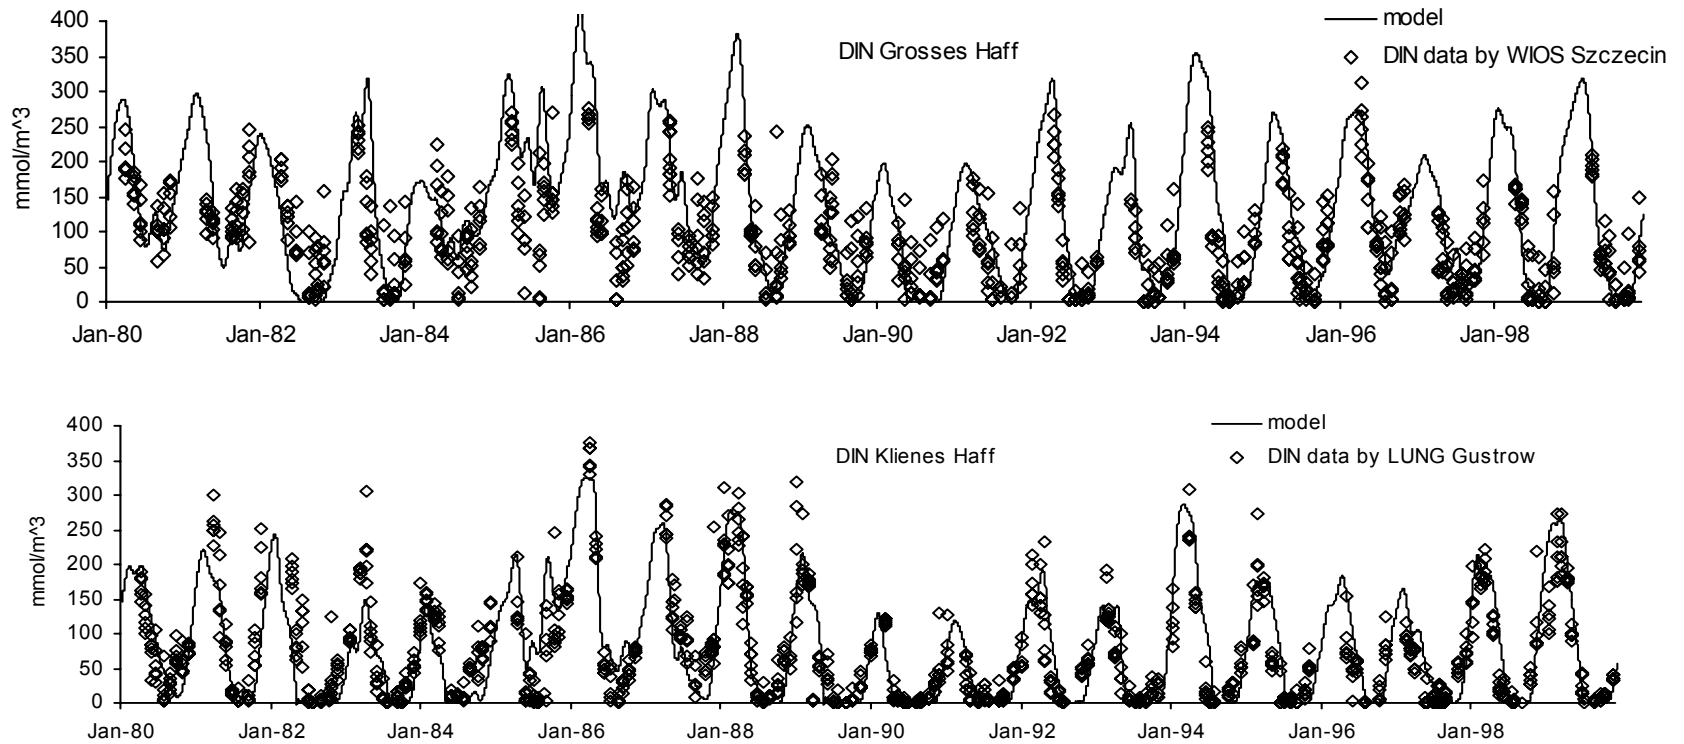 400
model
350
DIN Grosses Haff
DIN data by WIOS Szczecin
300
250
200
150
100
50
0
mmol/m^3
Jan-80 Jan-82 Jan-84 Jan-86 Jan-88 Jan-90 Jan-92 Jan-94 Jan-96 Jan-98
400
model
350
DIN Klienes Haff
DIN data by LUNG Gustrow
300
250
200
150
100
50
0
mmol/m^3
Jan-80 Jan-82 Jan-84 Jan-86 Jan-88 Jan-90 Jan-92 Jan-94 Jan-96 Jan-98